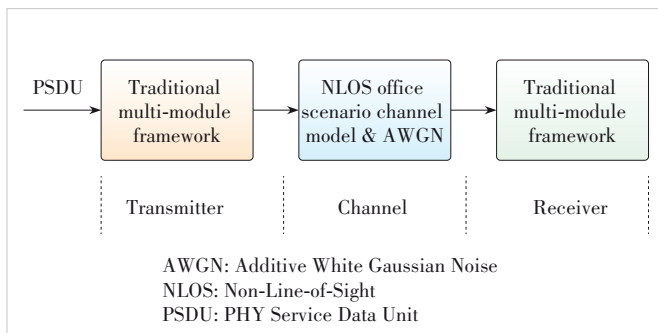 PSDU
Traditional
multi-module
framework
NLOS office
scenario channel
model & AWGN
Traditional
multi-module
framework
Transmitter
Channel
Receiver
AWGN: Additive White Gaussian Noise
NLOS: Non-Line-of-Sight
PSDU: PHY Service Data Unit